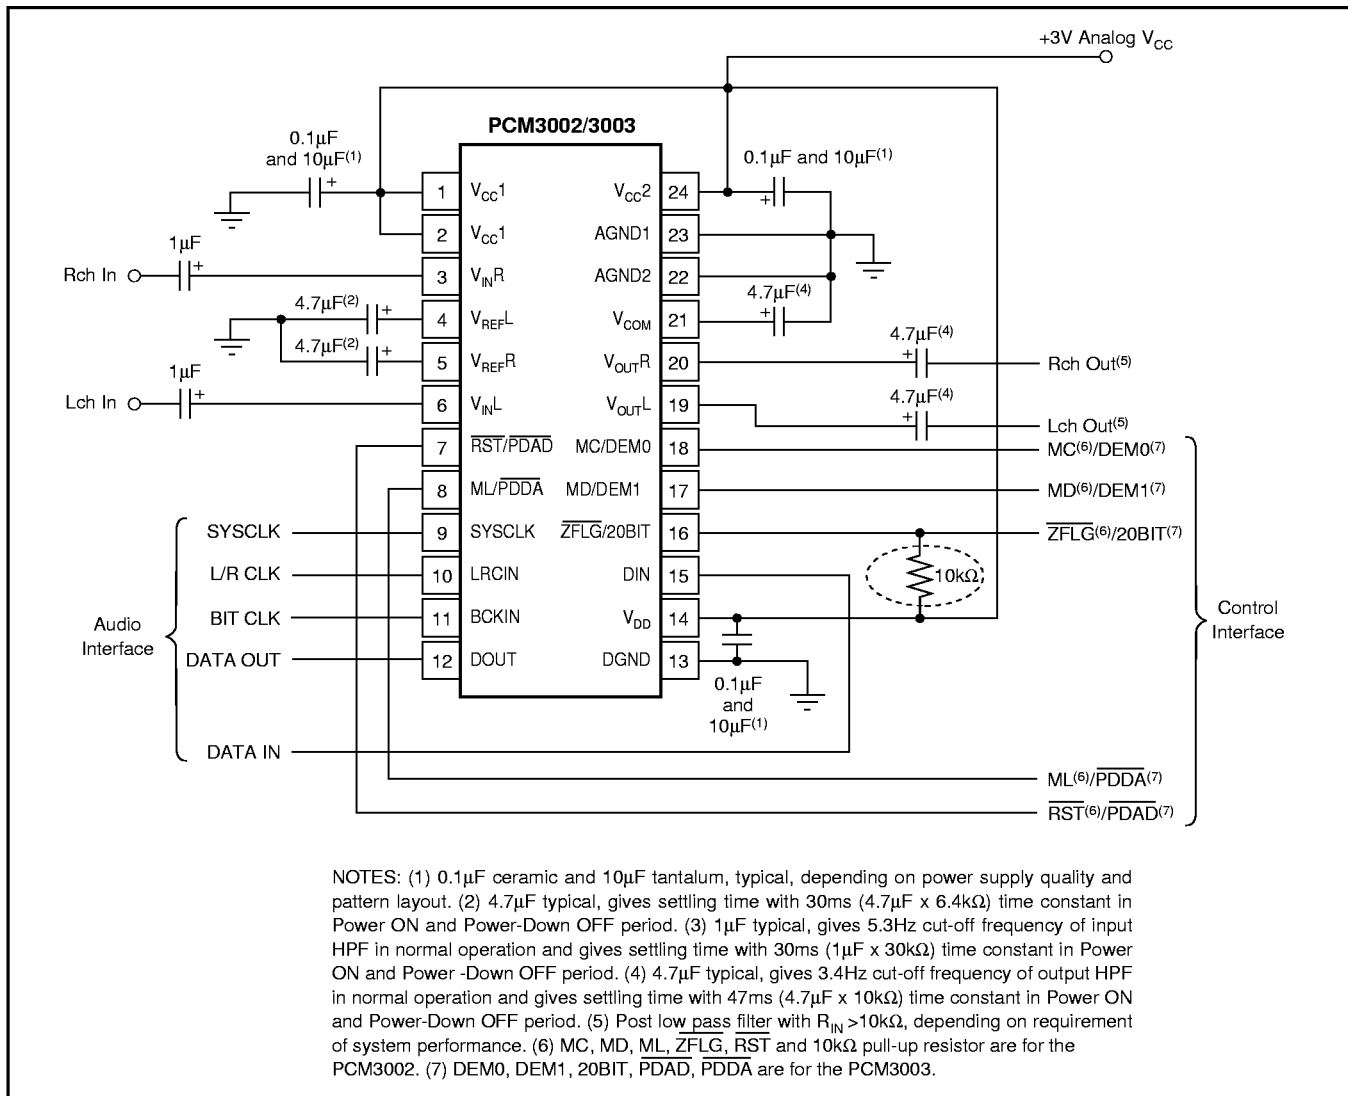 +3V Analog VCC
PCM3002/3003
0.1μF
and 10μF(1)
0.1μF and 10μF(1)
1 VCC1 VCC2 24
2 VCC1 AGND1 23
1μF
Rch In 3 VINR AGND2 22
4.7μF(2) 4 VREFL VCOM 21 4.7μF(4)
4.7μF(2) 5 VREFR VOUTR 20 4.7μF(4) Rch Out(5)
1μF
Lch In 6 VINL VOUTL 19 4.7μF(4) Lch Out(5)
7 R̅S̅T̅/P̅D̅A̅D̅ MC/DEM0 18 MC(6)/DEM0(7)
8 ML/P̅D̅D̅A̅ MD/DEM1 17 MD(6)/DEM1(7)
SYSCLK 9 SYSCLK Z̅F̅L̅G̅/20BIT 16 Z̅F̅L̅G̅(6)/20BIT(7)
L/R CLK 10 LRCIN DIN 15 10kΩ
BIT CLK 11 BCKIN VDD 14
Audio
Interface
Control
Interface
DATA OUT 12 DOUT DGND 13
0.1μF
and
10μF(1)
DATA IN
ML(6)/P̅D̅D̅A̅(7)
R̅S̅T̅(6)/P̅D̅A̅D̅(7)
NOTES: (1) 0.1μF ceramic and 10μF tantalum, typical, depending on power supply quality and
pattern layout. (2) 4.7μF typical, gives settling time with 30ms (4.7μF x 6.4kΩ) time constant in
Power ON and Power-Down OFF period. (3) 1μF typical, gives 5.3Hz cut-off frequency of input
HPF in normal operation and gives settling time with 30ms (1μF x 30kΩ) time constant in Power
ON and Power -Down OFF period. (4) 4.7μF typical, gives 3.4Hz cut-off frequency of output HPF
in normal operation and gives settling time with 47ms (4.7μF x 10kΩ) time constant in Power ON
and Power-Down OFF period. (5) Post low pass filter with RIN >10kΩ, depending on requirement
of system performance. (6) MC, MD, ML, Z̅F̅L̅G̅, R̅S̅T̅ and 10kΩ pull-up resistor are for the
PCM3002. (7) DEM0, DEM1, 20BIT, P̅D̅A̅D̅, P̅D̅D̅A̅ are for the PCM3003.